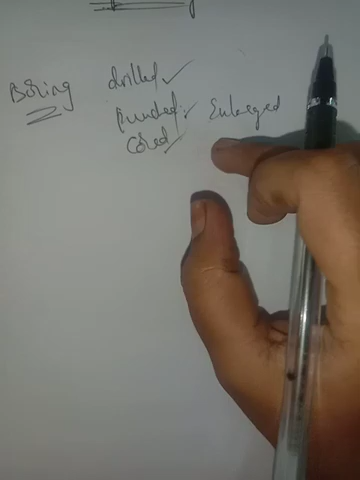 Boring drilled ✓
punched ✓ Enlarged
Cored ✓